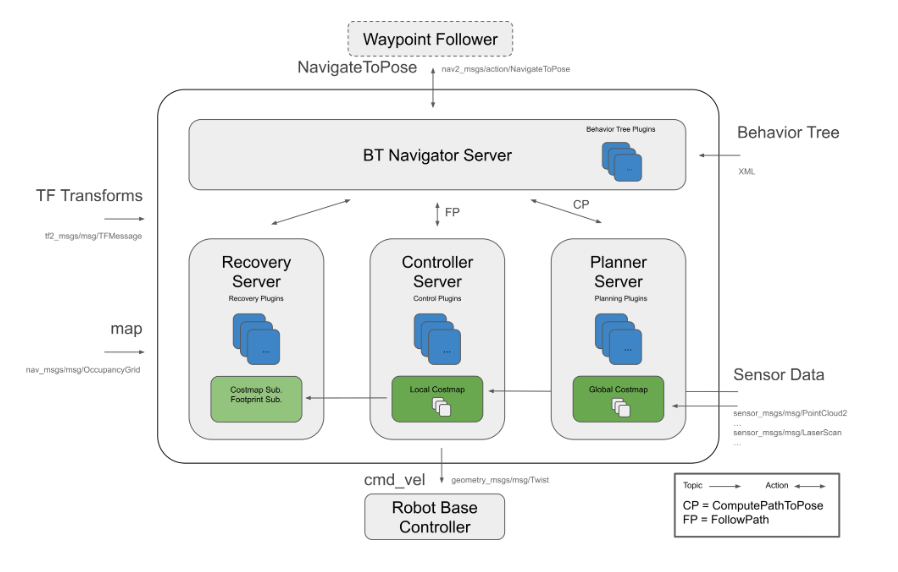 Waypoint Follower
NavigateToPose
nav2_msgs/action/NavigateToPose
Behavior Tree Plugins
BT Navigator Server
...
Behavior Tree
XML
TF Transforms
tf2_msgs/msg/TFMessage
FP
CP
Recovery
Server
Recovery Plugins
...
Controller
Server
Control Plugins
...
Planner
Server
Planning Plugins
...
map
nav_msgs/msg/OccupancyGrid
Costmap Sub.
Footprint Sub.
Local Costmap
Global Costmap
Sensor Data
sensor_msgs/msg/PointCloud2
...
sensor_msgs/msg/LaserScan
...
cmd_vel
geometry_msgs/msg/Twist
Robot Base
Controller
Topic
Action
CP = ComputePathToPose
FP = FollowPath